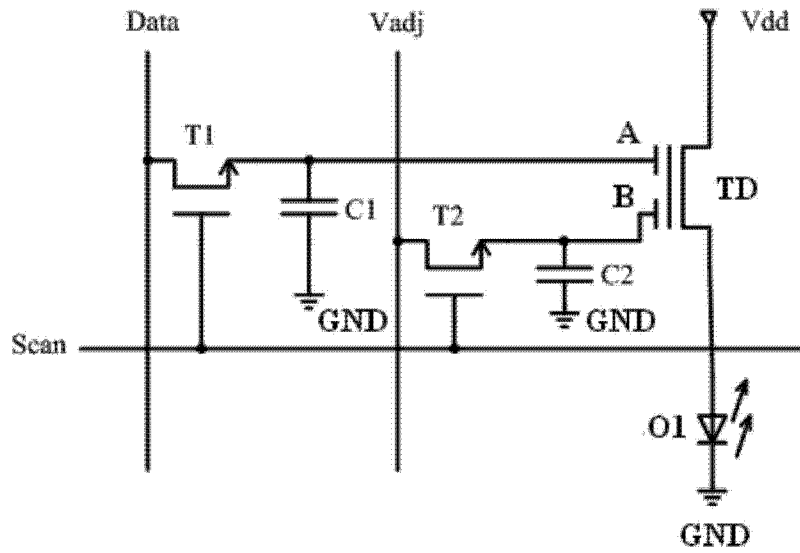 Data
Vadj
Vdd
T1
A
TD
B
C1
T2
C2
GND
GND
Scan
O1
GND